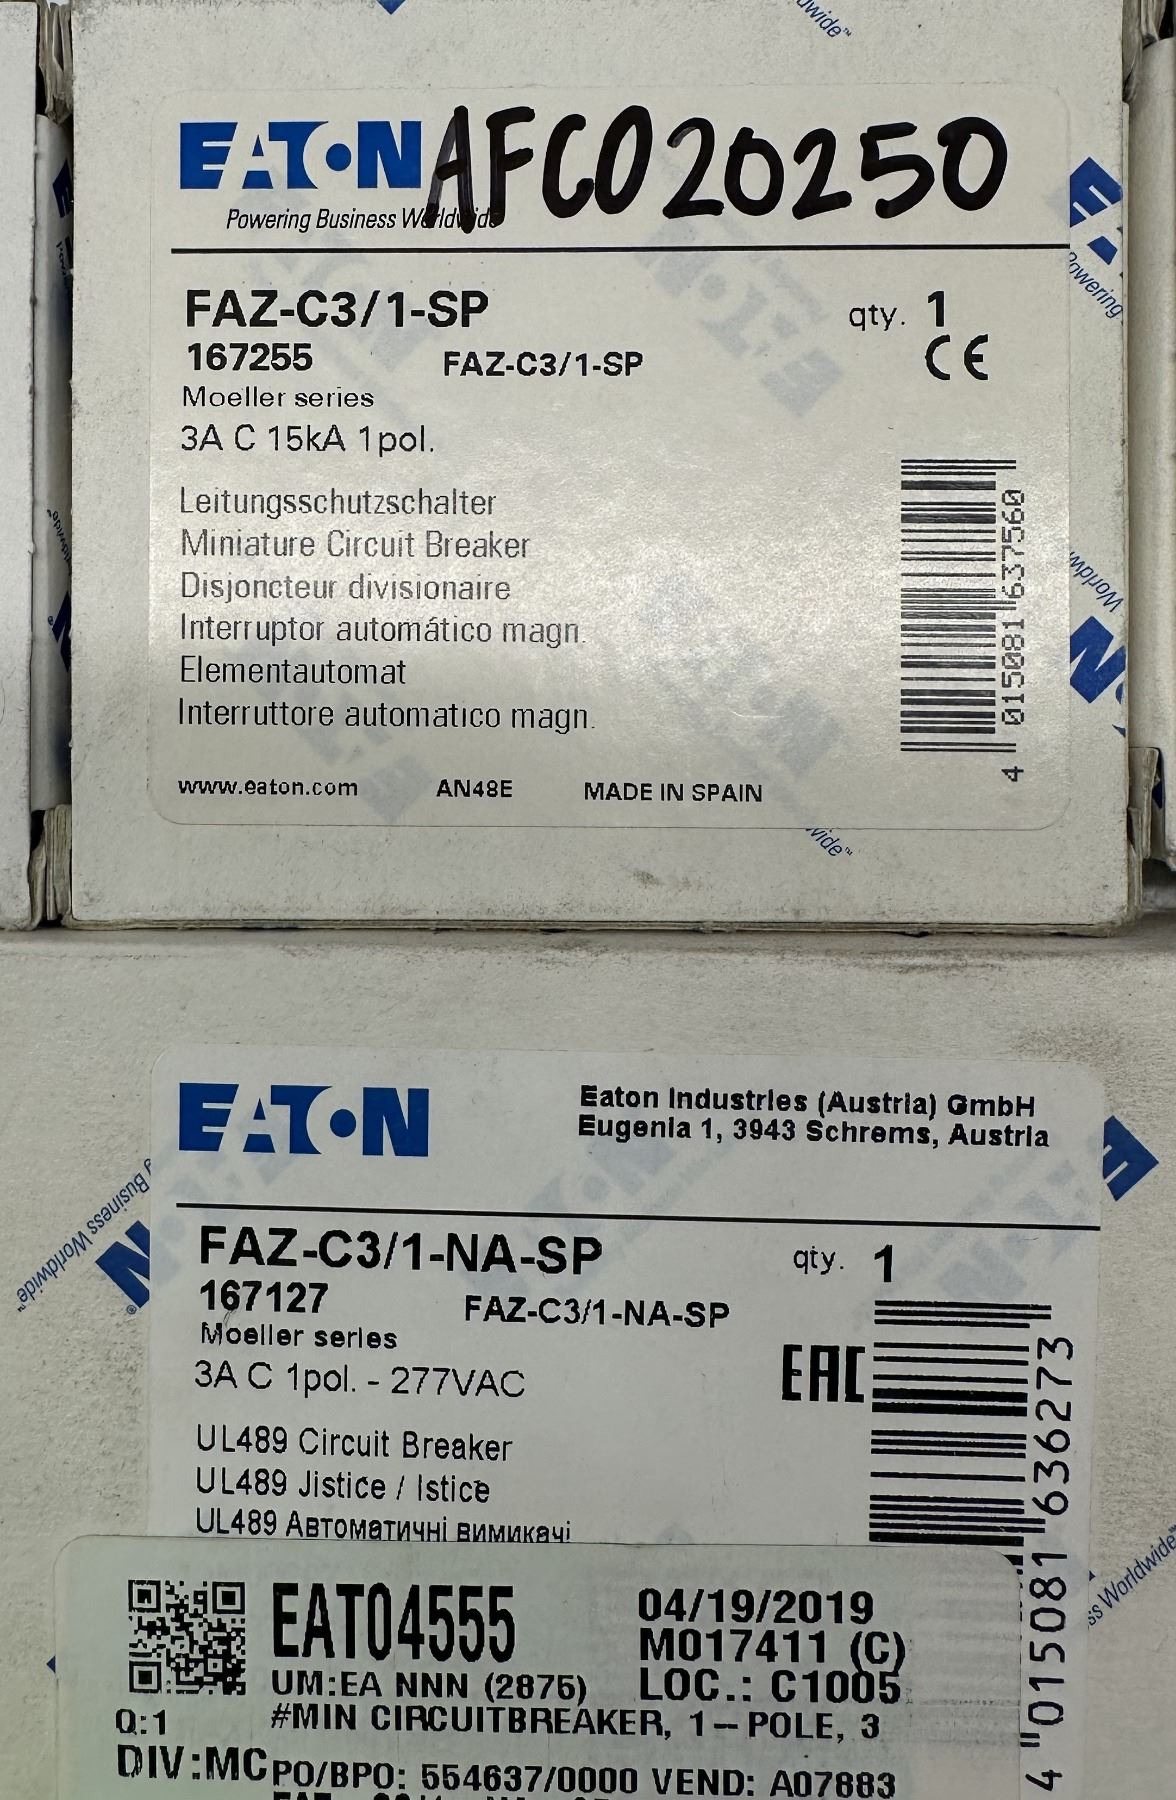 EATON AFC020250
Powering Business Worldwide
FAZ-C3/1-SP qty. 1
167255 FAZ-C3/1-SP CE
Moeller series
3A C 15kA 1pol.
Leitungsschutzschalter
Miniature Circuit Breaker
Disjoncteur divisionaire
Interruptor automático magn.
Elementautomat
Interruttore automatico magn.
4 015081 637560
www.eaton.com AN48E MADE IN SPAIN
EATON
Eaton Industries (Austria) GmbH
Eugenia 1, 3943 Schrems, Austria
FAZ-C3/1-NA-SP qty. 1
167127 FAZ-C3/1-NA-SP
Moeller series
3A C 1pol. - 277VAC
EAC
UL489 Circuit Breaker
UL489 Jistice / Istice
UL489 Автоматичні вимикачі
4 015081 636273
EAT04555 04/19/2019
M017411 (C)
UM:EA NNN (2875) LOC.: C1005
Q:1 #MIN CIRCUITBREAKER, 1-POLE, 3
DIV:MC PO/BPO: 554637/0000 VEND: A07883